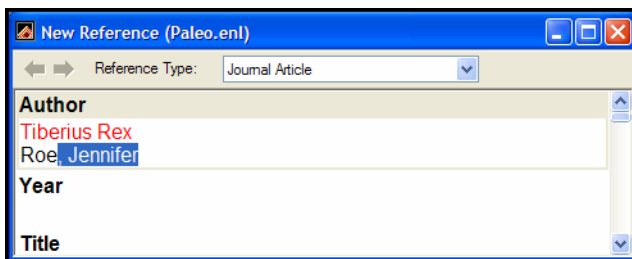 New Reference (Paleo.enl)
Reference Type: Journal Article
Author
Tiberius Rex
Roe, Jennifer
Year
Title